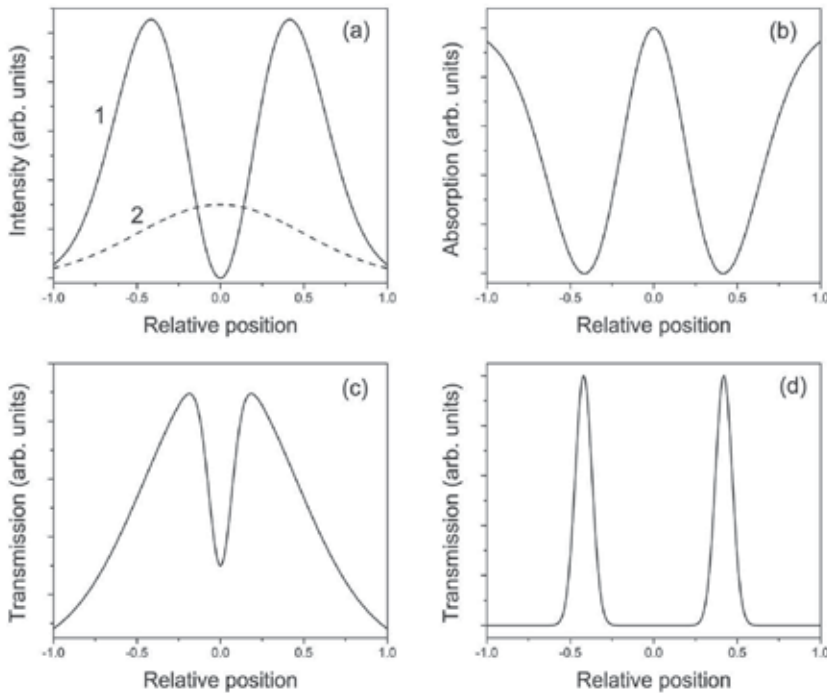 (a)
Intensity (arb. units)
1
2
-1.0 -0.5 0.0 0.5 1.0
Relative position
(b)
Absorption (arb. units)
-1.0 -0.5 0.0 0.5 1.0
Relative position
(c)
Transmission (arb. units)
-1.0 -0.5 0.0 0.5 1.0
Relative position
(d)
Transmission (arb. units)
-1.0 -0.5 0.0 0.5 1.0
Relative position